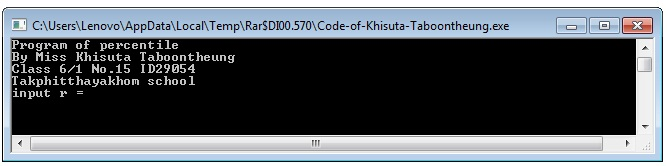 C:\Users\Lenovo\AppData\Local\Temp\Rar$DI00.570\Code-of-Khisuta-Taboontheung.exe
Program of percentile
By Miss Khisuta Taboontheung
Class 6/1 No.15 ID29054
Takphitthayakhom school
input r =